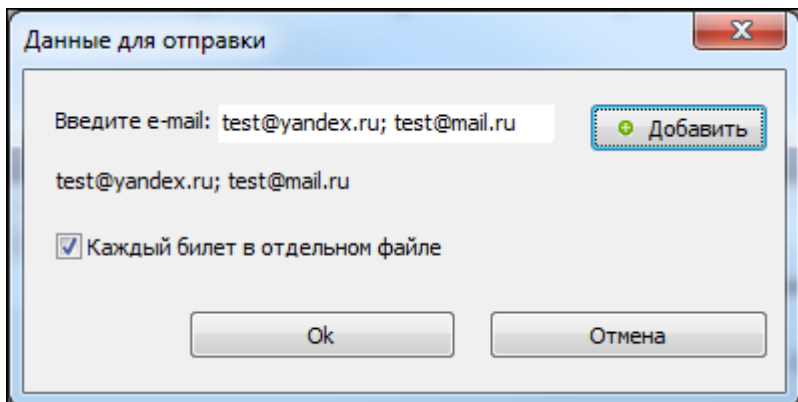 Данные для отправки
Введите e-mail: test@yandex.ru; test@mail.ru Добавить
test@yandex.ru; test@mail.ru
Каждый билет в отдельном файле
Ok Отмена